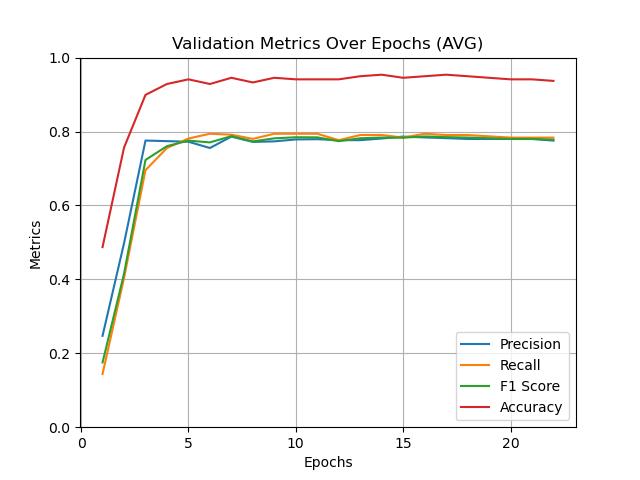 Validation Metrics Over Epochs (AVG)
1.0
0.8
0.6
0.4
0.2
0.0
Metrics
0
5
10
15
20
Epochs
Precision
Recall
F1 Score
Accuracy